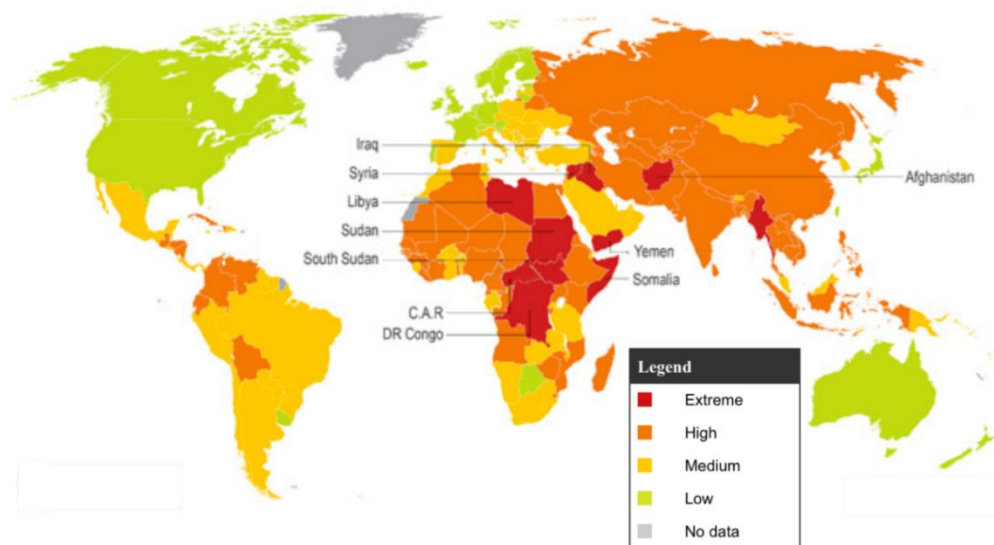 Iraq
Syria
Afghanistan
Libya
Sudan
Yemen
South Sudan
Somalia
C.A.R
DR Congo
Legend
Extreme
High
Medium
Low
No data